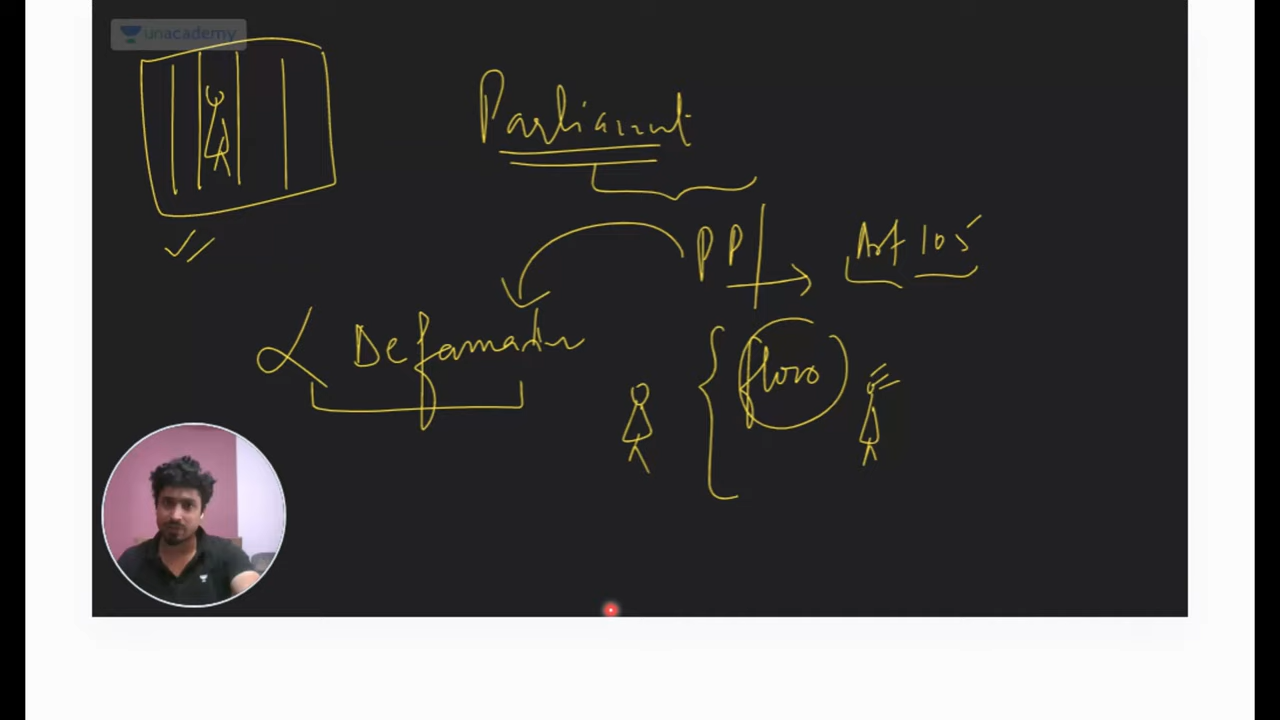 unacademy
Parliament
PP
Art 105
Defamation
floor